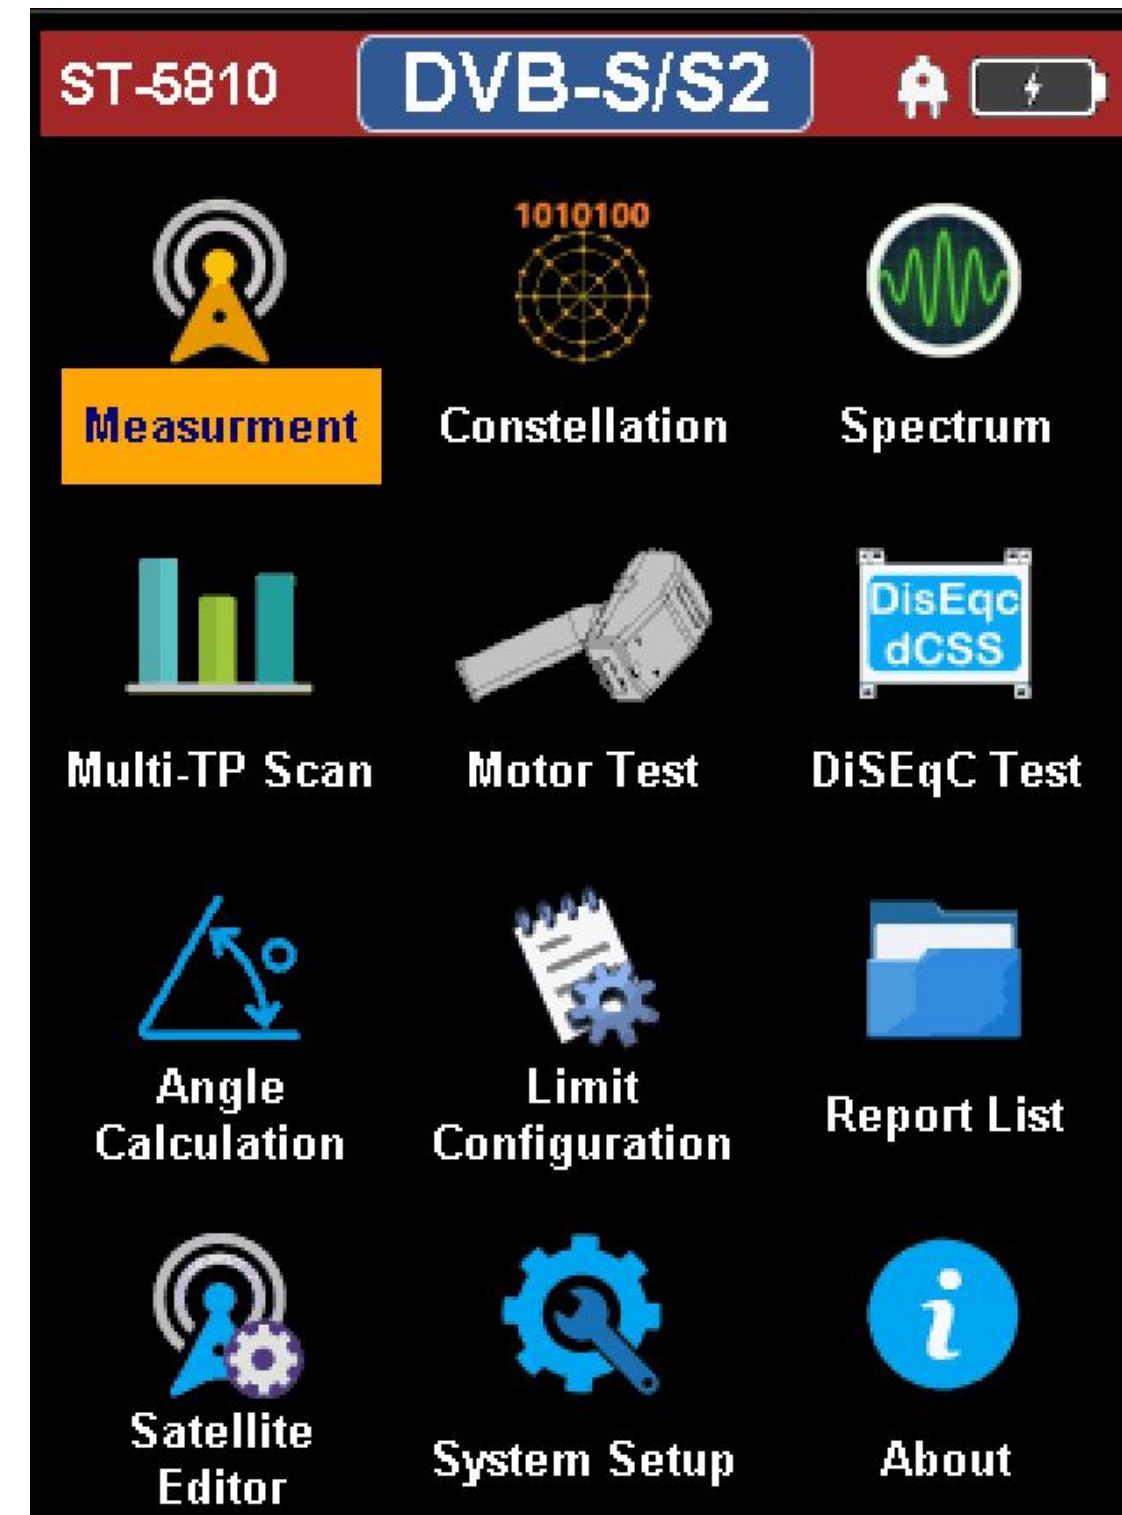 ST-5810 DVB-S/S2
1010100
Measurment Constellation Spectrum
DisEqc
dCSS
Multi-TP Scan Motor Test DiSEqC Test
Angle
Calculation
Limit
Configuration
Report List
Satellite
Editor
System Setup
i
About